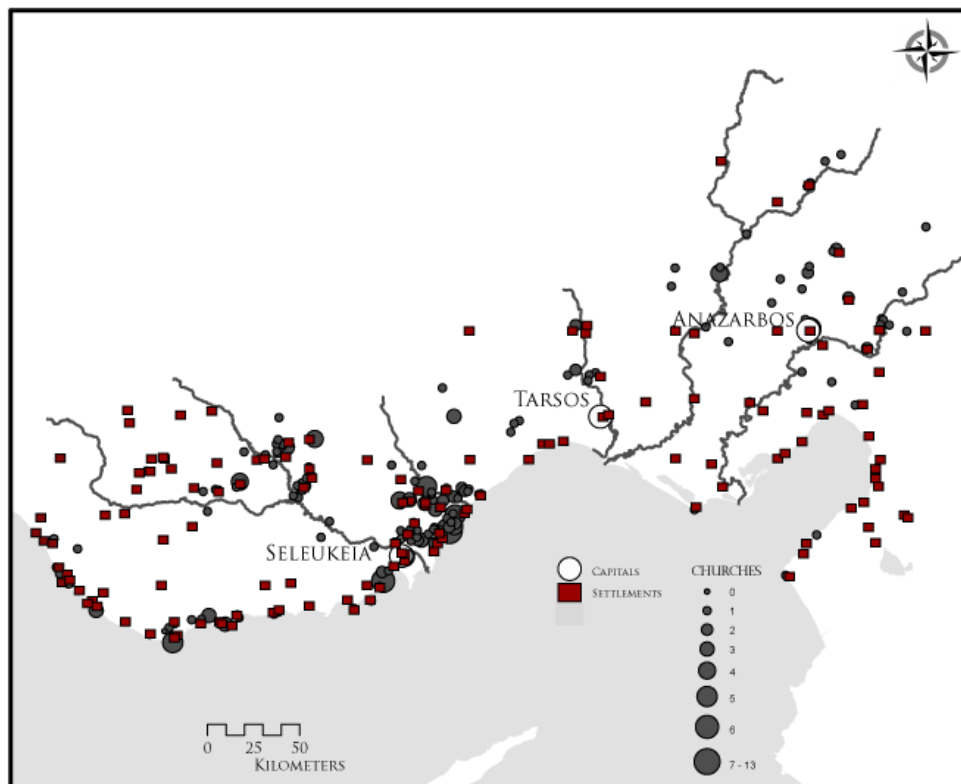 ANAZARBOS
TARSOS
SELEUKEIA
CAPITALS
SETTLEMENTS
CHURCHES
0
1
2
3
4
5
6
7 - 13
0 25 50
KILOMETERS